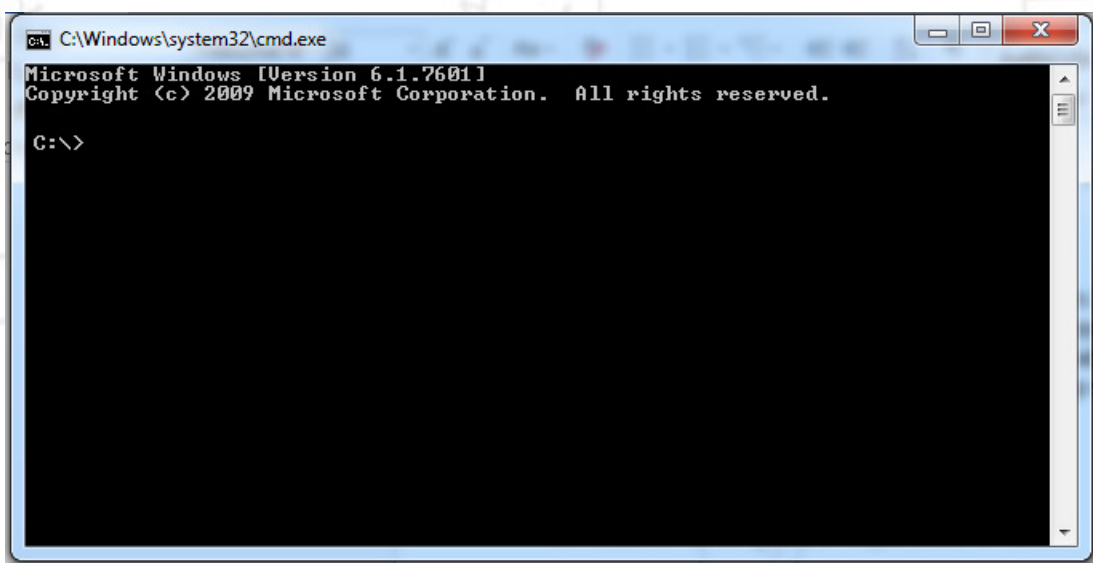 C:\Windows\system32\cmd.exe
Microsoft Windows [Version 6.1.7601]
Copyright (c) 2009 Microsoft Corporation.  All rights reserved.
C:\>